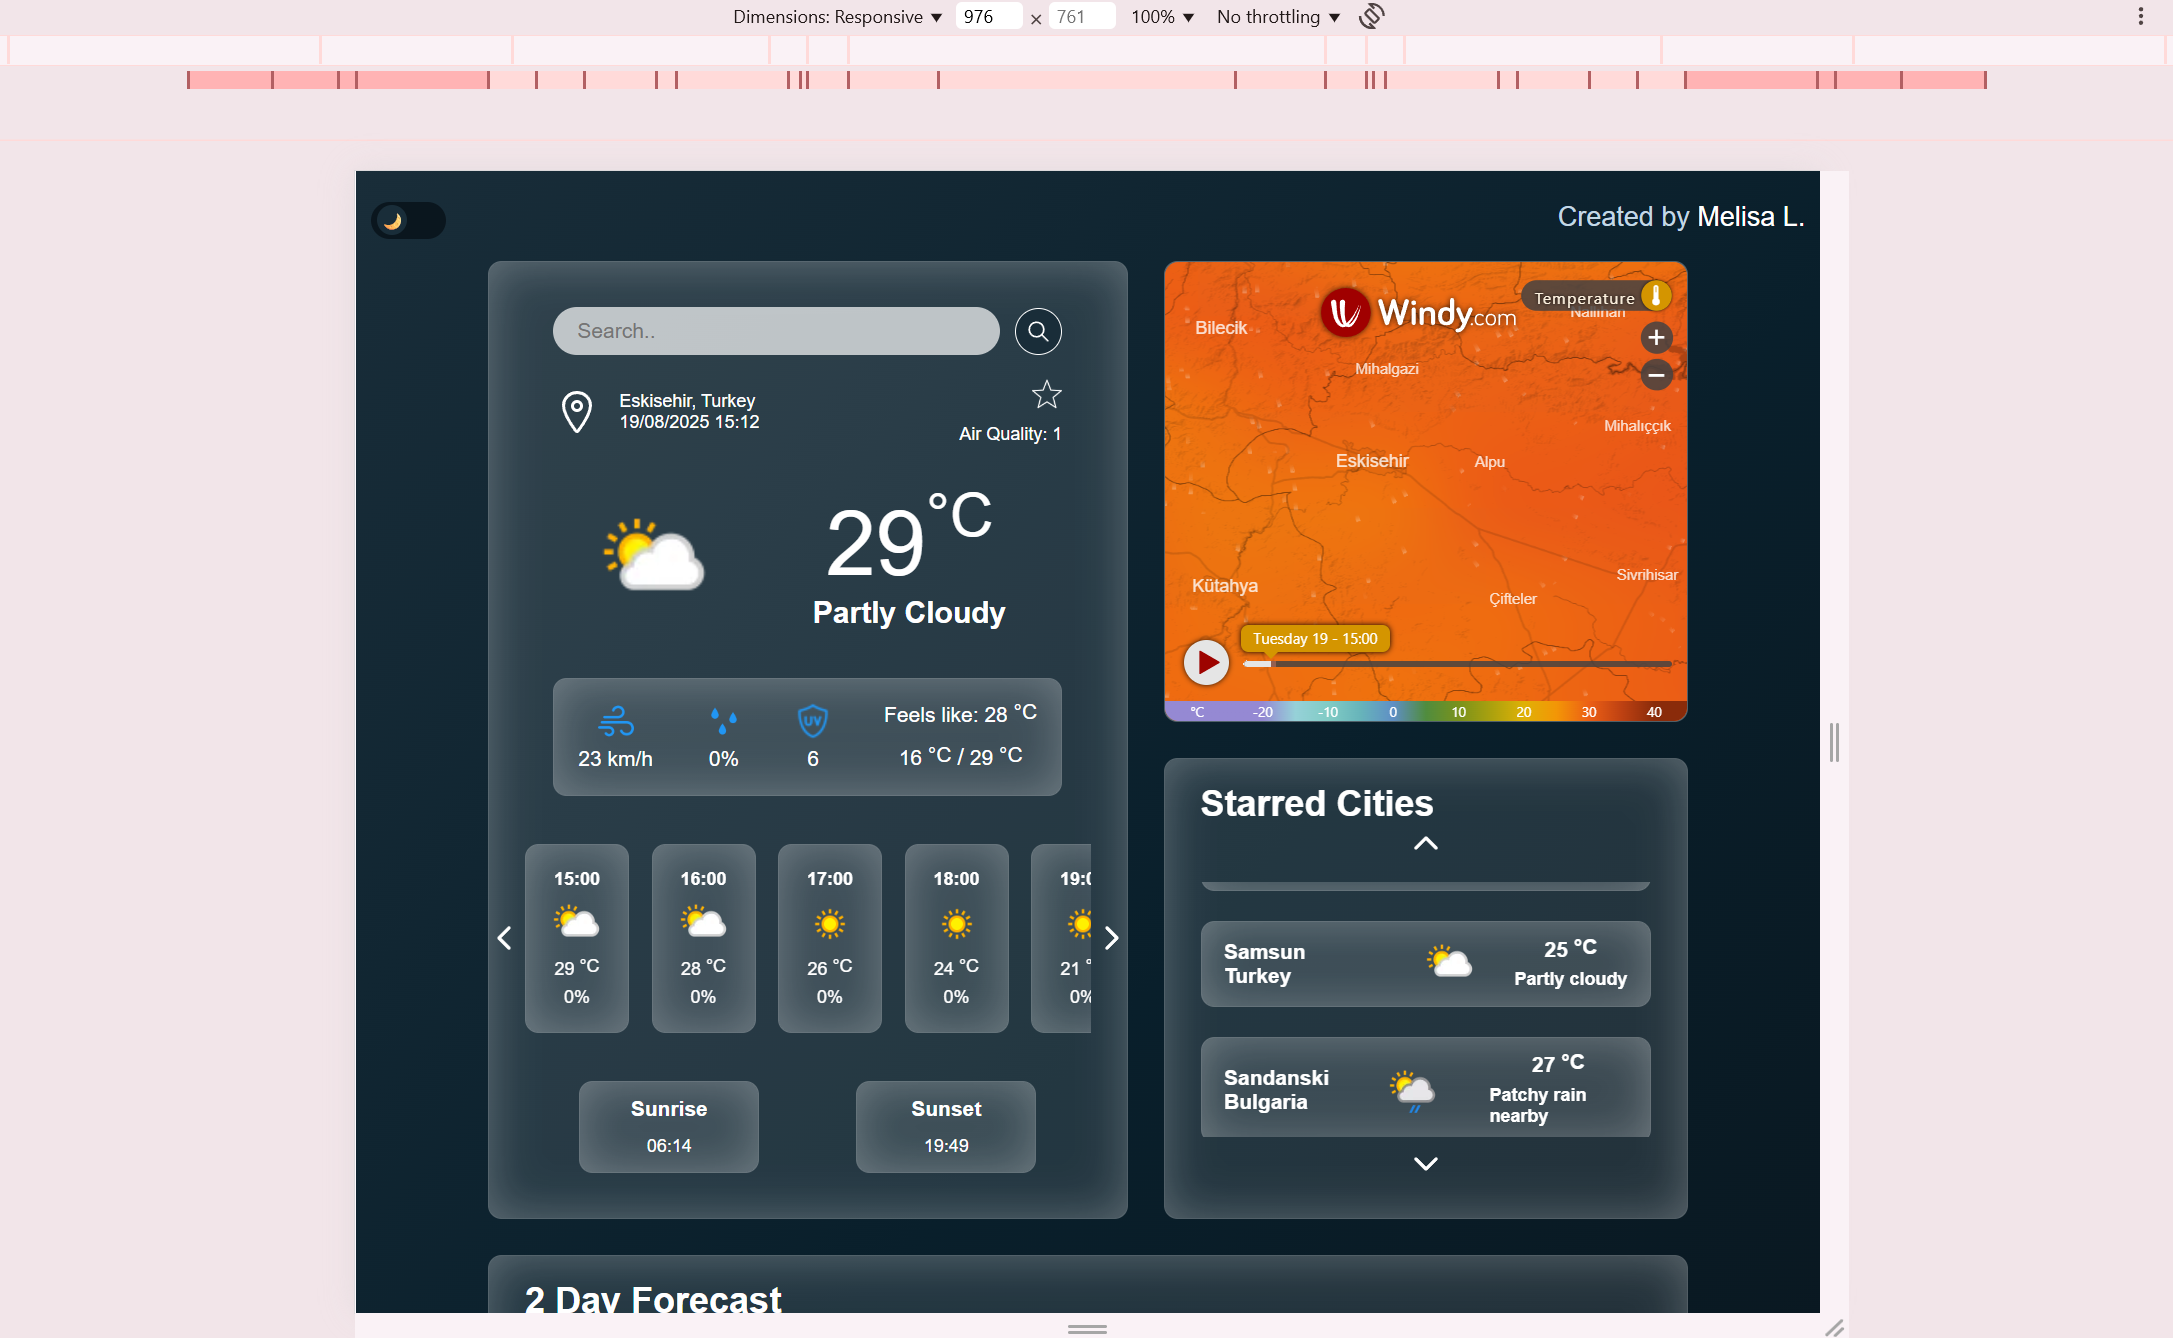 Dimensions: Responsive ▼ 976 × 761 100% ▼ No throttling ▼
Created by Melisa L.
Search..
Eskisehir, Turkey
19/08/2025 15:12
Air Quality: 1
29 °C
Partly Cloudy
23 km/h
0%
UV
6
Feels like: 28 °C
16 °C / 29 °C
15:00
29 °C
0%
16:00
28 °C
0%
17:00
26 °C
0%
18:00
24 °C
0%
19:0
21 °
0%
Sunrise
06:14
Sunset
19:49
Windy.com
Temperature
Nallıhan
Bilecik
Mihalgazi
Mihalıççık
Eskisehir
Alpu
Sivrihisar
Kütahya
Çifteler
Tuesday 19 - 15:00
°C -20 -10 0 10 20 30 40
Starred Cities
Samsun
Turkey
25 °C
Partly cloudy
Sandanski
Bulgaria
27 °C
Patchy rain
nearby
2 Day Forecast